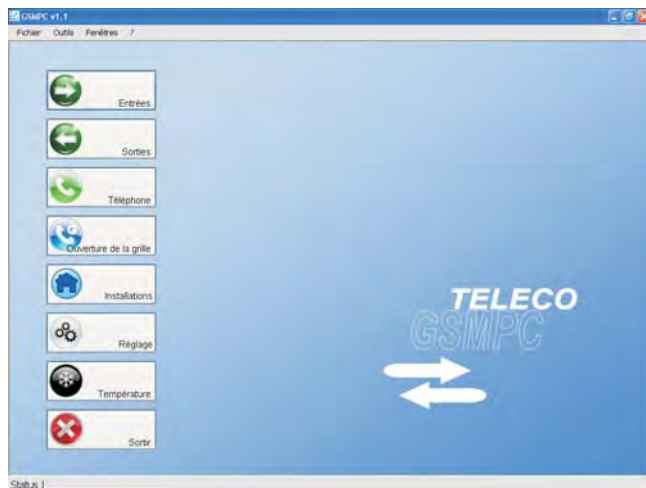 GSMPC v1.1
Fichier Outils Fenêtres ?
Entrées
Sorties
Téléphone
Ouverture de la grille
Installations
Réglage
Température
Sortir
TELECO
GSMPC
Status